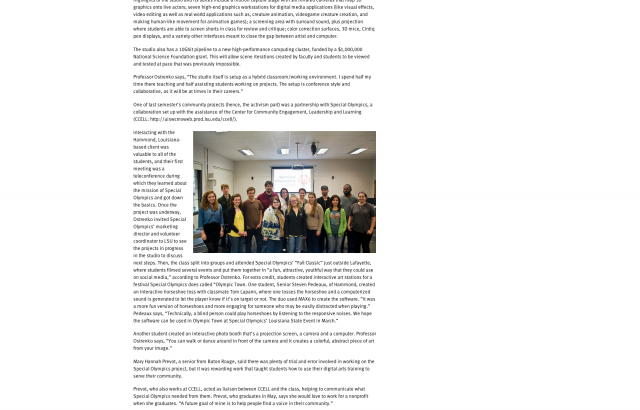 graphics onto live actors; seven high-end graphics workstations for digital media applications (like visual effects,
video editing as well as real world applications such as, creature animation, videogame creature creation, and
making human-like movement for animation games); a screening area with surround sound, plus projection
where students are able to screen shorts in class for review and critique; color correction surfaces, 3D mice, Cintiq
pen displays, and a variety other interfaces meant to close the gap between artist and computer.
The studio also has a 10Gbit pipeline to a new high-performance computing cluster, funded by a $1,000,000
National Science Foundation grant. This will allow scene iterations created by faculty and students to be viewed
and tested at pace that was previously impossible.
Professor Ostrenko says, "The studio itself is setup as a hybrid classroom/working environment. I spend half my
time there teaching and half assisting students working on projects. The setup is conference style and
collaborative, as it will be at times in their careers."
One of last semester's community projects (hence, the activism part) was a partnership with Special Olympics, a
collaboration set up with the assistance of the Center for Community Engagement, Leadership and Learning
Interacting with the
Hammond, Louisiana-
based client was
valuable to all of the
students, and their first
meeting was a
teleconference during
which they learned about
the mission of Special
Olympics and got down
the basics. Once the
project was underway,
Ostrenko invited Special
Olympics' marketing
director and volunteer
coordinator to LSU to see
the projects in progress
in the studio to discuss
next steps. Then, the class split into groups and attended Special Olympics' "Fall Classic" just outside Lafayette,
where students filmed several events and put them together in "a fun, attractive, youthful way that they could use
on social media," according to Professor Ostrenko. For extra credit, students created interactive art stations for a
festival Special Olympics does called "Olympic Town. One student, Senior Steven Pedeaux, of Hammond, created
an interactive horseshoe toss with classmate Tom Lapann, where one tosses the horseshoe and a computerized
sound is generated to let the player know if it's on target or not. The duo used MAX6 to create the software. "It was
a more fun version of horseshoes and more engaging for someone who may be easily distracted when playing."
Pedeaux says, "Technically, a blind person could play horseshoes by listening to the responsive noises. We hope
the software can be used in Olympic Town at Special Olympics' Louisiana State Event in March."
Another student created an interactive photo booth that's a projection screen, a camera and a computer. Professor
Ostrenko says, "You can walk or dance around in front of the camera and it creates a colorful, abstract piece of art
from your image."
Mary Hannah Prevot, a senior from Baton Rouge, said there was plenty of trial and error involved in working on the
Special Olympics project, but it was rewarding work that taught students how to use their digital arts training to
serve their community.
Prevot, who also works at CCELL, acted as liaison between CCELL and the class, helping to communicate what
Special Olympics needed from them. Prevot, who graduates in May, says she would love to work for a nonprofit
when she graduates. "A future goal of mine is to help people find a voice in their community."